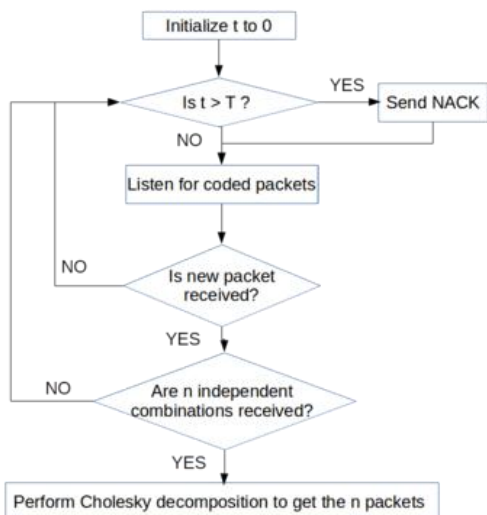 Initialize t to 0
Is t > T ?
YES
Send NACK
NO
Listen for coded packets
NO
Is new packet
received?
YES
NO
Are n independent
combinations received?
YES
Perform Cholesky decomposition to get the n packets